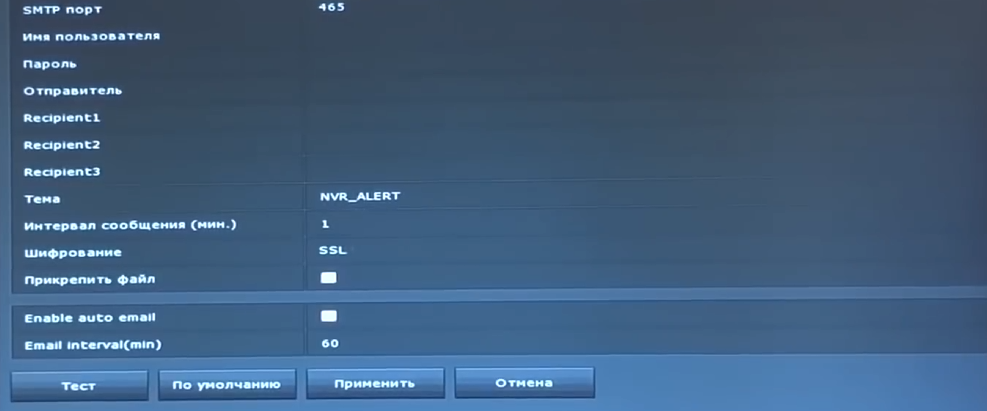 SMTP порт 465
Имя пользователя
Пароль
Отправитель
Recipient1
Recipient2
Recipient3
Тема NVR_ALERT
Интервал сообщения (мин.) 1
Шифрование SSL
Прикрепить файл
Enable auto email
Email interval(min) 60
Тест По умолчанию Применить Отмена